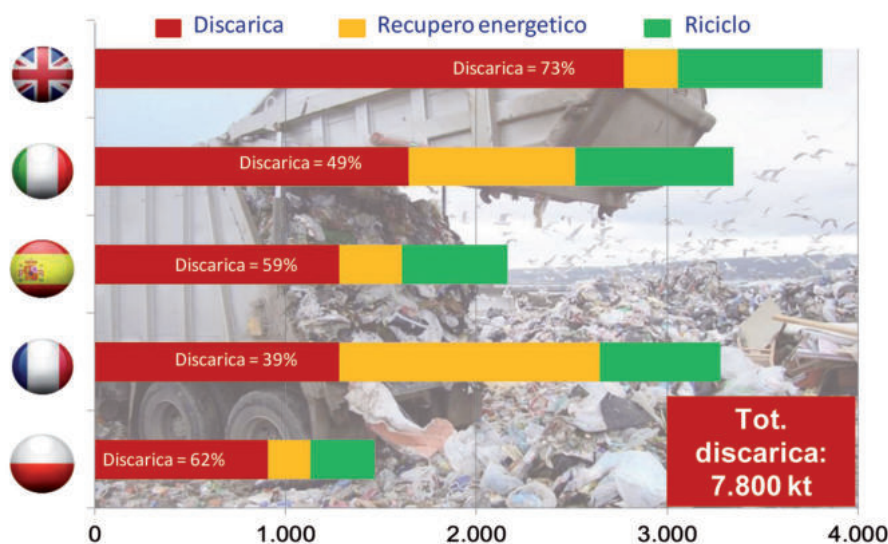 Discarica Recupero energetico Riciclo
Discarica = 73%
Discarica = 49%
Discarica = 59%
Discarica = 39%
Discarica = 62%
Tot.
discarica:
7.800 kt
0 1.000 2.000 3.000 4.000